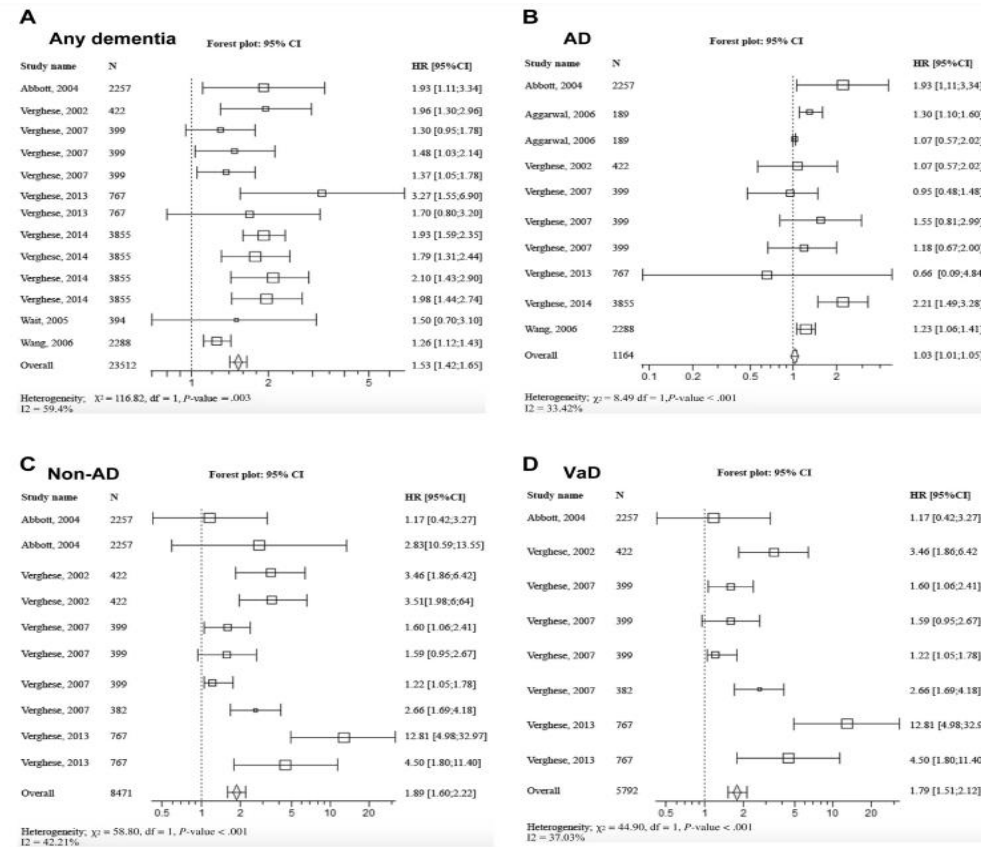 A
Any dementia
Forest plot: 95% CI
Study name N HR [95%CI]
Abbott, 2004 2257 1.93 [1.11;3.34]
Verghese, 2002 422 1.96 [1.30;2.96]
Verghese, 2007 399 1.30 [0.95;1.78]
Verghese, 2007 399 1.48 [1.03;2.14]
Verghese, 2007 399 1.37 [1.05;1.78]
Verghese, 2013 767 3.27 [1.55;6.90]
Verghese, 2013 767 1.70 [0.80;3.20]
Verghese, 2014 3855 1.93 [1.59;2.35]
Verghese, 2014 3855 1.79 [1.31;2.44]
Verghese, 2014 3855 2.10 [1.43;2.90]
Verghese, 2014 3855 1.98 [1.44;2.74]
Wait, 2005 394 1.50 [0.70;3.10]
Wang, 2006 2288 1.26 [1.12;1.43]
Overall 23512 1.53 [1.42;1.65]
1 2 5
Heterogeneity; X² = 116.82, df = 1, P-value = .003
I2 = 59.4%
B
AD
Forest plot: 95% CI
Study name N HR [95%CI]
Abbott, 2004 2257 1.93 [1,11;3,34]
Aggarwal, 2006 189 1.30 [1.10;1.60]
Aggarwal, 2006 189 1.07 [0.57;2.02]
Verghese, 2002 422 1.07 [0.57;2.02]
Verghese, 2007 399 0.95 [0.48;1.48]
Verghese, 2007 399 1.55 [0.81;2.99]
Verghese, 2007 399 1.18 [0.67;2.00]
Verghese, 2013 767 0.66 [0.09;4.84]
Verghese, 2014 3855 2.21 [1.49;3.28]
Wang, 2006 2288 1.23 [1.06;1.41]
Overall 1164 1.03 [1.01;1.05]
0.1 0.2 0.5 1 2
Heterogeneity; χ2 = 8.49 df = 1,P-value < .001
I2 = 33.42%
C
Non-AD
Forest plot: 95% CI
Study name N HR [95%CI]
Abbott, 2004 2257 1.17 [0.42;3.27]
Abbott, 2004 2257 2.83[10.59;13.55]
Verghese, 2002 422 3.46 [1.86;6.42]
Verghese, 2002 422 3.51[1.98;6;64]
Verghese, 2007 399 1.60 [1.06;2.41]
Verghese, 2007 399 1.59 [0.95;2.67]
Verghese, 2007 399 1.22 [1.05;1.78]
Verghese, 2007 382 2.66 [1.69;4.18]
Verghese, 2013 767 12.81 [4.98;32.97]
Verghese, 2013 767 4.50 [1.80;11.40]
Overall 8471 1.89 [1.60;2.22]
0.5 1 2 5 10 20
Heterogeneity; χ2 = 58.80, df = 1, P-value < .001
I2 = 42.21%
D
VaD
Forest plot: 95% CI
Study name N HR [95%CI]
Abbott, 2004 2257 1.17 [0.42;3.27]
Verghese, 2002 422 3.46 [1.86;6.42
Verghese, 2007 399 1.60 [1.06;2.41]
Verghese, 2007 399 1.59 [0.95;2.67]
Verghese, 2007 399 1.22 [1.05;1.78]
Verghese, 2007 382 2.66 [1.69;4.18]
Verghese, 2013 767 12.81 [4.98;32.9
Verghese, 2013 767 4.50 [1.80;11.40
Overall 5792 1.79 [1.51;2.12]
0.5 1 2 5 10 20
Heterogeneity; χ2 = 44.90, df = 1, P-value < .001
I2 = 37.03%